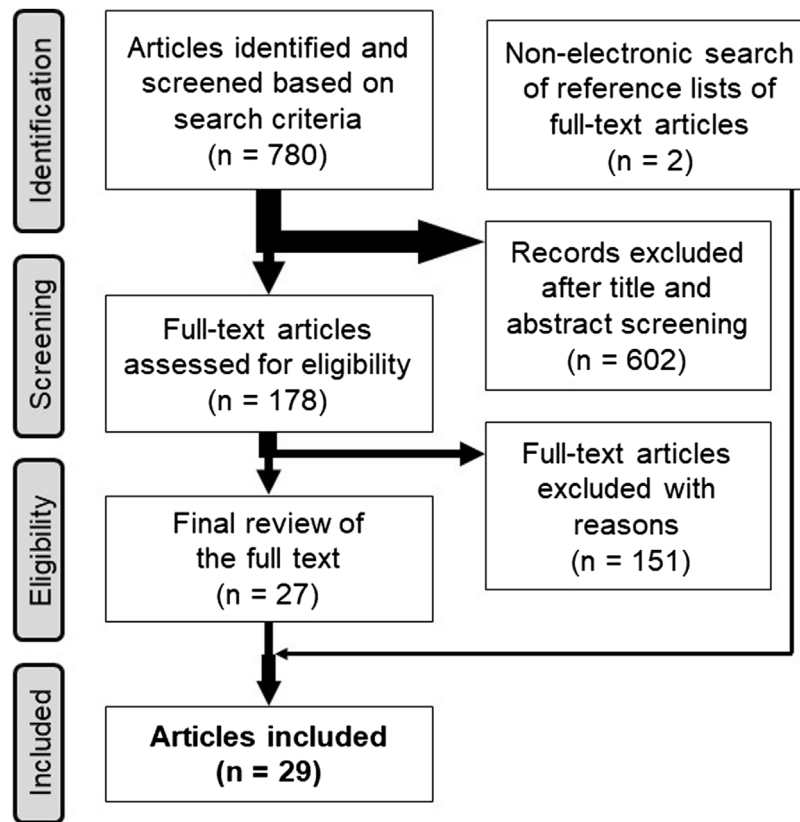 Identification
Articles identified and
screened based on
search criteria
(n = 780)
Non-electronic search
of reference lists of
full-text articles
(n = 2)
Records excluded
after title and
abstract screening
(n = 602)
Screening
Full-text articles
assessed for eligibility
(n = 178)
Full-text articles
excluded with
reasons
(n = 151)
Eligibility
Final review of
the full text
(n = 27)
Included
Articles included
(n = 29)